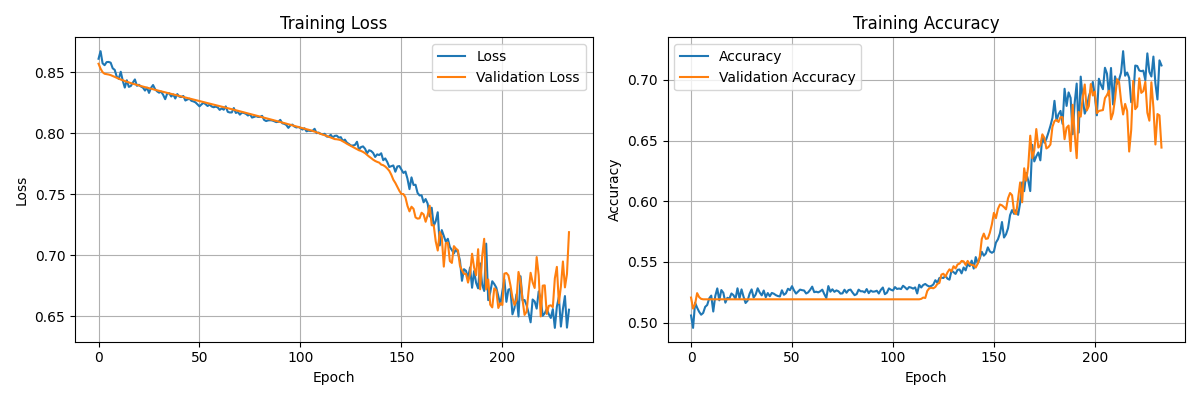 Training Loss
Loss
Validation Loss
0.85
0.80
0.75
0.70
0.65
Loss
0
50
100
150
200
Epoch
Training Accuracy
Accuracy
Validation Accuracy
0.70
0.65
0.60
0.55
0.50
Accuracy
0
50
100
150
200
Epoch